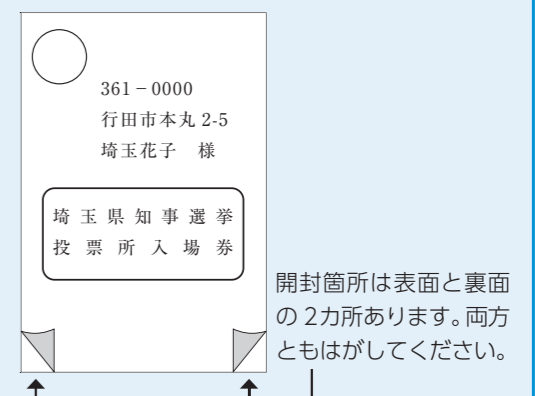 361－0000
行田市本丸 2-5
埼玉花子　様
埼玉県知事選挙
投票所入場券
開封箇所は表面と裏面
の 2カ所あります。両方
ともはがしてください。